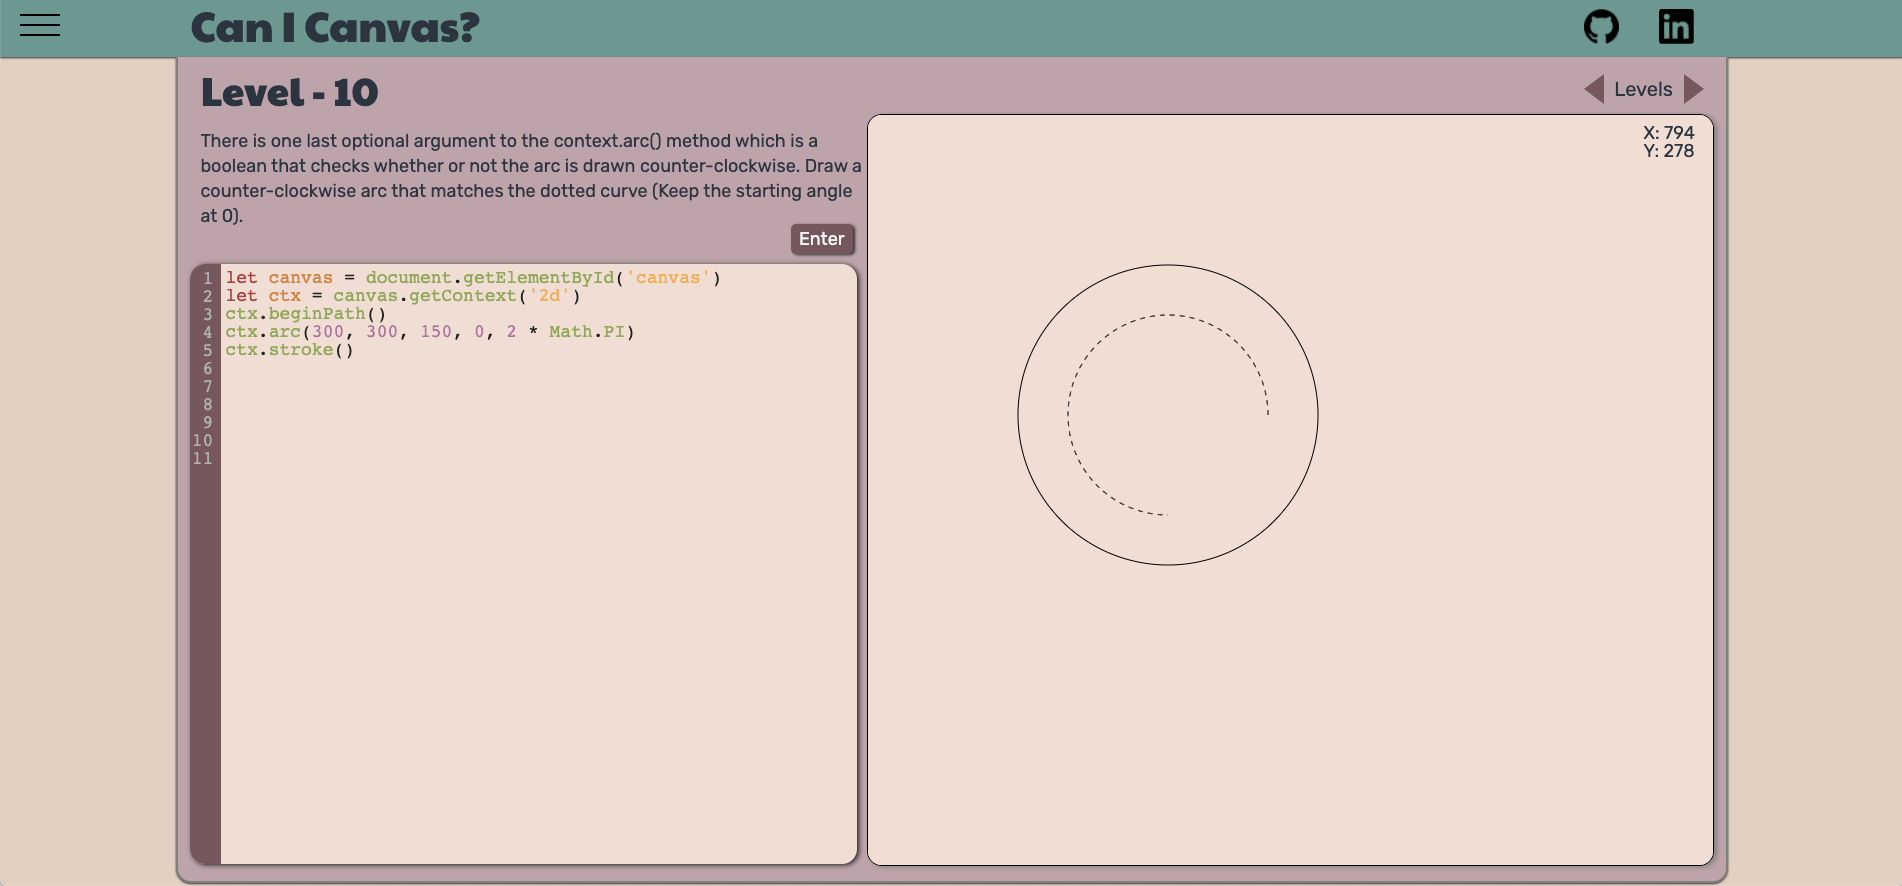 Can I Canvas?
Level - 10
Levels
There is one last optional argument to the context.arc() method which is a
boolean that checks whether or not the arc is drawn counter-clockwise. Draw a
counter-clockwise arc that matches the dotted curve (Keep the starting angle
at 0).
Enter
1 let canvas = document.getElementById('canvas')
2 let ctx = canvas.getContext('2d')
3 ctx.beginPath()
4 ctx.arc(300, 300, 150, 0, 2 * Math.PI)
5 ctx.stroke()
6
7
8
9
10
11
X: 794
Y: 278
in